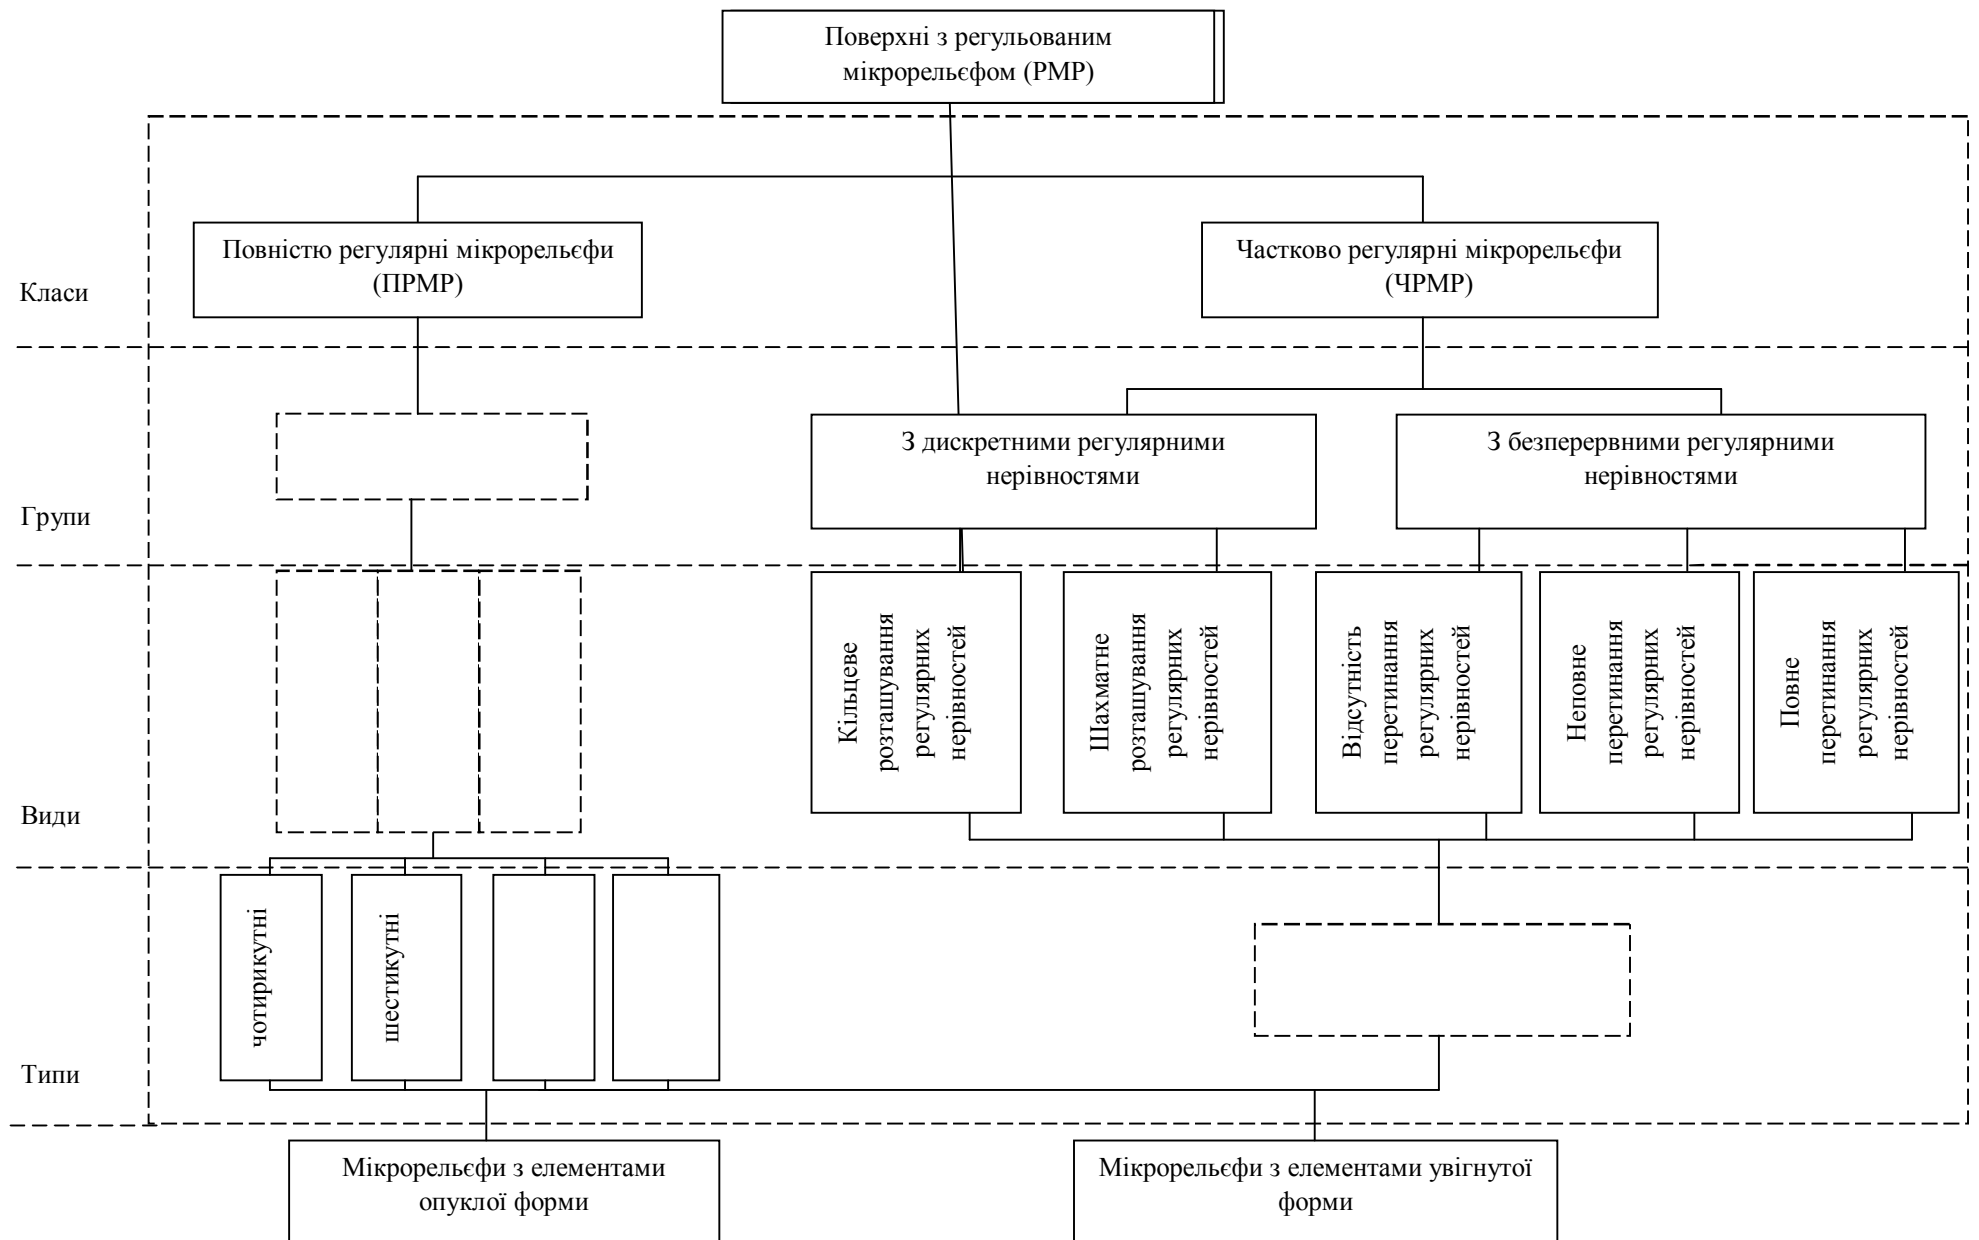 Поверхні з регульованим
мікрорельєфом (РМР)
Повністю регулярні мікрорельєфи
(ПРМР)
Частково регулярні мікрорельєфи
(ЧРМР)
Класи
З дискретними регулярними
нерівностями
З безперервними регулярними
нерівностями
Групи
Кільцеве
розташування
регулярних
нерівностей
Шахматне
розташування
регулярних
нерівностей
Відсутність
перетинання
регулярних
нерівностей
Неповне
перетинання
регулярних
нерівностей
Повне
перетинання
регулярних
нерівностей
Види
чотирикутні
шестикутні
Типи
Мікрорельєфи з елементами
опуклої форми
Мікрорельєфи з елементами увігнутої
форми